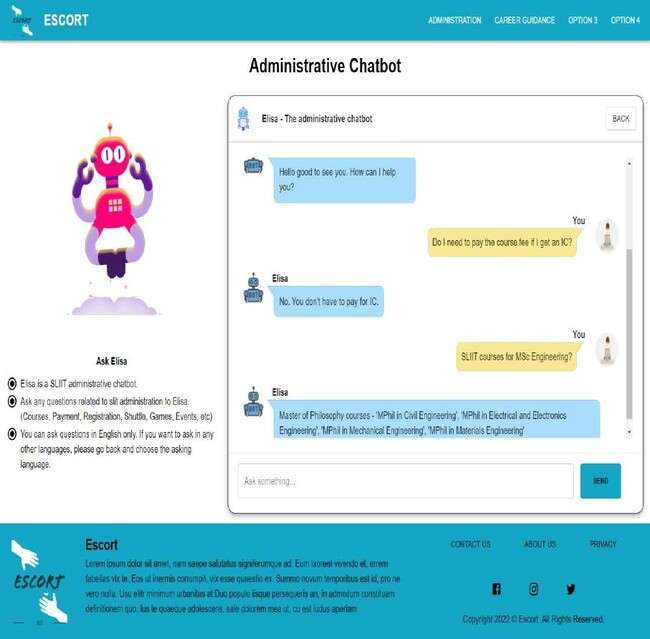 ESCORT
ADMINISTRATION CAREER GUIDANCE OPTION 3 OPTION 4
Administrative Chatbot
Elisa - The administrative chatbot
BACK
Hello good to see you. How can I help
you?
You
Do I need to pay the course fee if I get an IC?
Elisa
No. You don't have to pay for IC.
You
SLIIT courses for MSc Engineering?
Elisa
Master of Philosophy courses - 'MPhil in Civil Engineering', 'MPhil in Electrical and Electronics
Engineering', 'MPhil in Mechanical Engineering', 'MPhil in Materials Engineering'
Ask something...
SEND
Ask Elisa
Elisa is a SLIIT administrative chatbot.
Ask any questions related to sliit administration to Elisa.
(Courses, Payment, Registration, Shuttle, Games, Events, etc)
You can ask questions in English only. If you want to ask in any
other languages, please go back and choose the asking
language.
ESCORT
Escort
Lorem ipsum dolor sit amet, nam saepe salutatus signiferumque ad. Eum laoreet vivendo et, errem
fabellas vix te. Eos ut inermis corrumpit, vix esse quaestio ex. Summo novum temporibus est id, pro ne
vero nulla. Usu elitr minimum urbanitas at. Duo populo iisque persequeris an, in admodum constituam
definitionem quo. Ius te quaeque adolescens, sale dolorem mea ut, cu est ludus aperiam
CONTACT US ABOUT US PRIVACY
Copyright 2022 © Escort. All Rights Reserved.